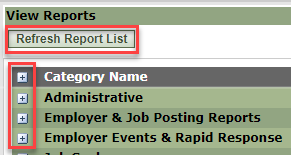 View Reports
Refresh Report List
Category Name
Administrative
Employer & Job Posting Reports
Employer Events & Rapid Response